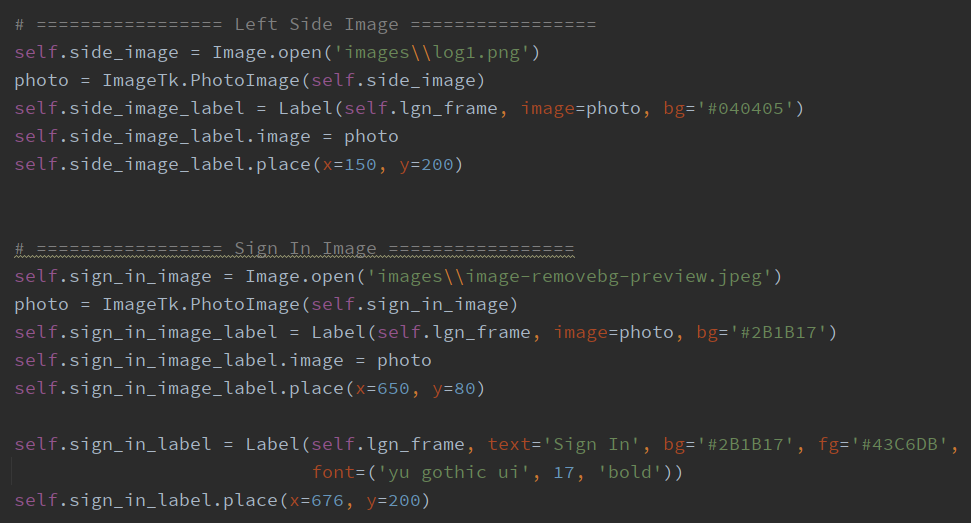 # ================= Left Side Image =================
self.side_image = Image.open('images\\log1.png')
photo = ImageTk.PhotoImage(self.side_image)
self.side_image_label = Label(self.lgn_frame, image=photo, bg='#040405')
self.side_image_label.image = photo
self.side_image_label.place(x=150, y=200)
# ================= Sign In Image =================
self.sign_in_image = Image.open('images\\image-removebg-preview.jpeg')
photo = ImageTk.PhotoImage(self.sign_in_image)
self.sign_in_image_label = Label(self.lgn_frame, image=photo, bg='#2B1B17')
self.sign_in_image_label.image = photo
self.sign_in_image_label.place(x=650, y=80)
self.sign_in_label = Label(self.lgn_frame, text='Sign In', bg='#2B1B17', fg='#43C6DB',
font=('yu gothic ui', 17, 'bold'))
self.sign_in_label.place(x=676, y=200)